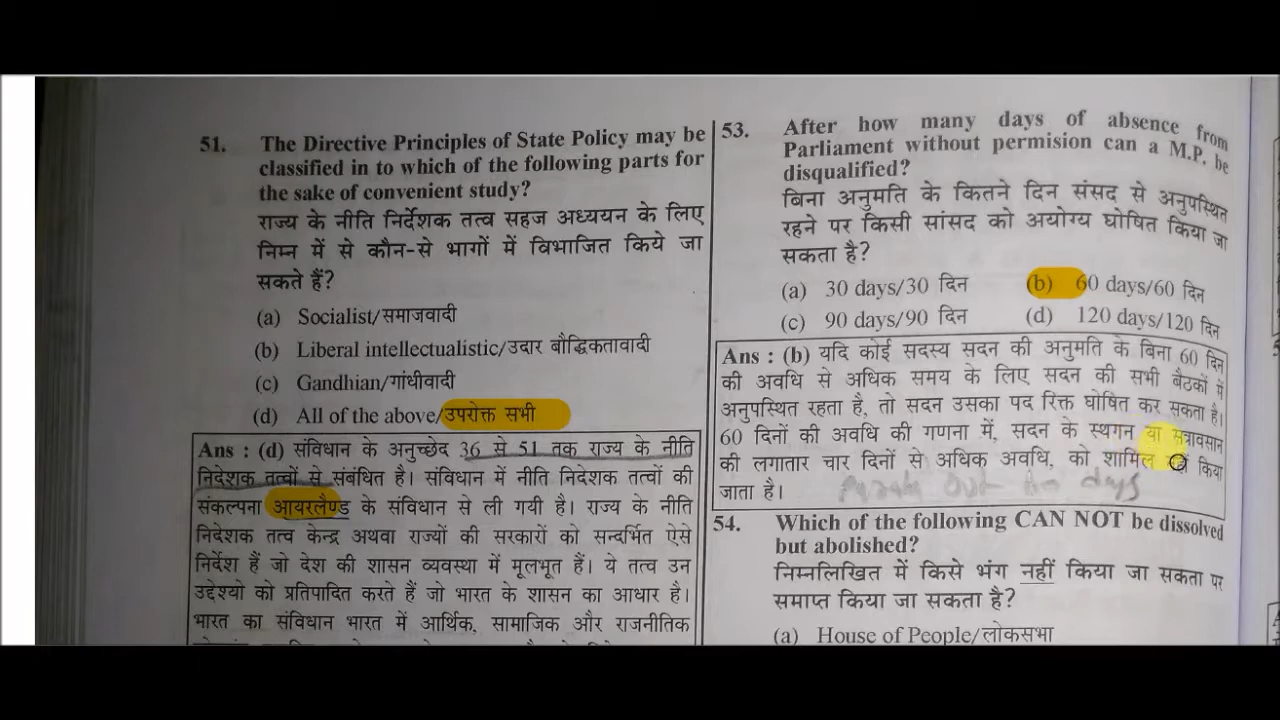 51. The Directive Principles of State Policy may be
classified in to which of the following parts for
the sake of convenient study?
राज्य के नीति निर्देशक तत्व सहज अध्ययन के लिए
निम्न में से कौन-से भागों में विभाजित किये जा
सकते हैं?
(a) Socialist/समाजवादी
(b) Liberal intellectualistic/उदार बौद्धिकतावादी
(c) Gandhian/गांधीवादी
(d) All of the above/उपरोक्त सभी
Ans : (d) संविधान के अनुच्छेद 36 से 51 तक राज्य के नीति
निदेशक तत्वों से संबंधित है। संविधान में नीति निदेशक तत्वों की
संकल्पना आयरलैण्ड के संविधान से ली गयी है। राज्य के नीति
निदेशक तत्व केन्द्र अथवा राज्यों की सरकारों को सन्दर्भित ऐसे
निर्देश हैं जो देश की शासन व्यवस्था में मूलभूत हैं। ये तत्व उन
उद्देश्यो को प्रतिपादित करते हैं जो भारत के शासन का आधार है।
भारत का संविधान भारत में आर्थिक, सामाजिक और राजनीतिक
53. After how many days of absence from
Parliament without permision can a M.P. be
disqualified?
बिना अनुमति के कितने दिन संसद से अनुपस्थित
रहने पर किसी सांसद को अयोग्य घोषित किया जा
सकता है?
(a) 30 days/30 दिन (b) 60 days/60 दिन
(c) 90 days/90 दिन (d) 120 days/120 दिन
Ans : (b) यदि कोई सदस्य सदन की अनुमति के बिना 60 दिन
की अवधि से अधिक समय के लिए सदन की सभी बैठकों में
अनुपस्थित रहता है, तो सदन उसका पद रिक्त घोषित कर सकता है।
60 दिनों की अवधि की गणना में, सदन के स्थगन या सत्रावसान
की लगातार चार दिनों से अधिक अवधि, को शामिल किया
जाता है। days
54. Which of the following CAN NOT be dissolved
but abolished?
निम्नलिखित में किसे भंग नहीं किया जा सकता पर
समाप्त किया जा सकता है?
(a) House of People/लोकसभा